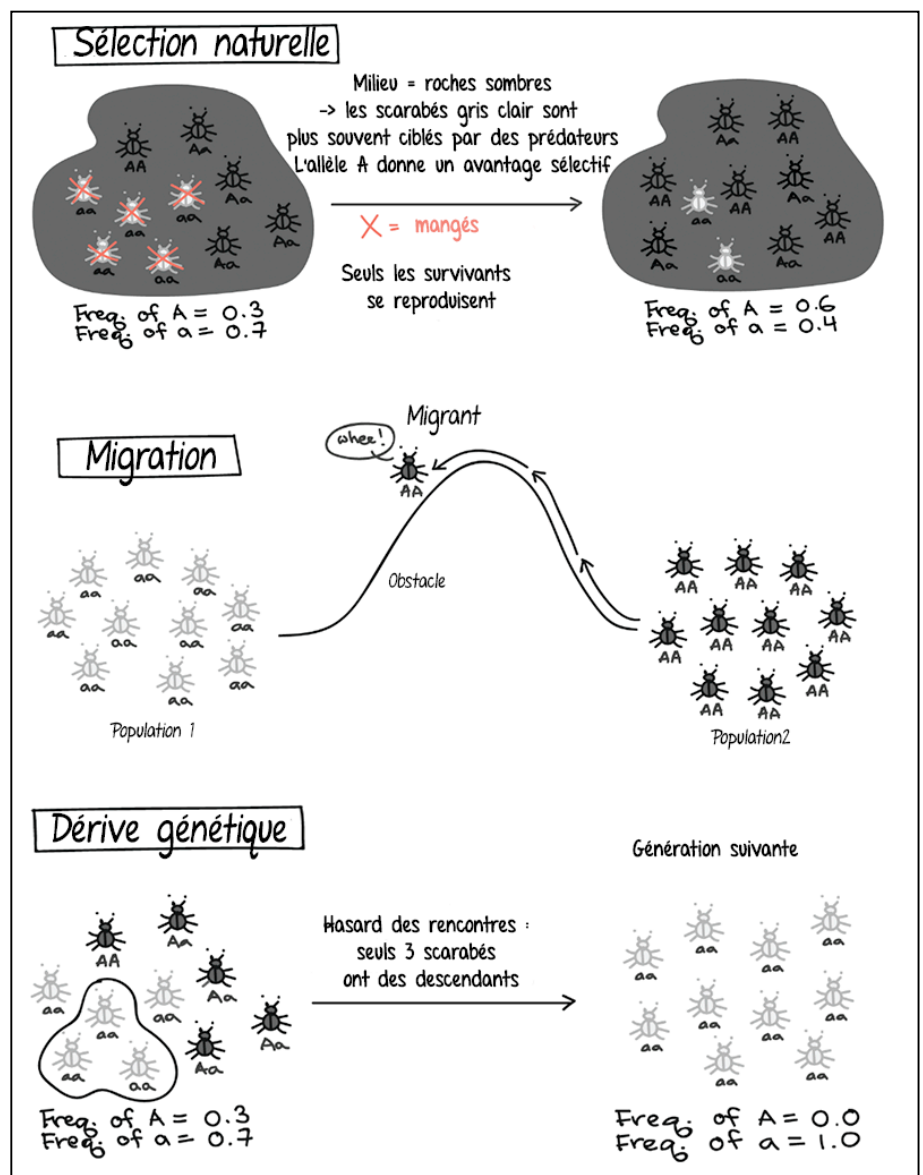 Sélection naturelle
Milieu = roches sombres
-> les scarabés gris clair sont
plus souvent ciblés par des prédateurs
L'allèle A donne un avantage sélectif
X = mangés
Seuls les survivants
se reproduisent
AA
Aa
aa
aa
aa
Aa
aa
aa
Aa
Aa
Freq. of A = 0.3
Freq. of a = 0.7
Aa
AA
AA
aa
AA
Aa
AA
Aa
aa
Aa
Freq. of A = 0.6
Freq. of a = 0.4
Migration
Migrant
whee!
AA
Obstacle
aa
aa
aa
aa
aa
aa
aa
aa
aa
aa
Population 1
AA
AA
AA
AA
AA
AA
AA
AA
AA
AA
AA
Population2
Dérive génétique
Génération suivante
Hasard des rencontres :
seuls 3 scarabés
ont des descendants
AA
Aa
aa
aa
aa
Aa
Aa
Aa
aa
aa
Freq. of A = 0.3
Freq. of a = 0.7
aa
aa
aa
aa
aa
aa
aa
aa
aa
aa
Freq. of A = 0.0
Freq. of a = 1.0